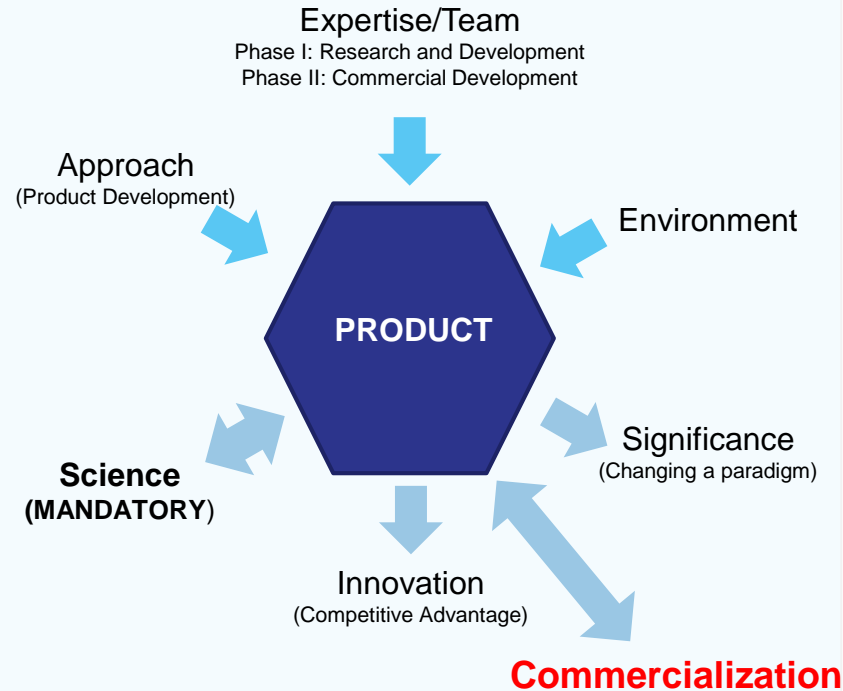 Expertise/Team
Phase I: Research and Development
Phase II: Commercial Development
Approach
(Product Development)
Environment
PRODUCT
Science
(MANDATORY)
Significance
(Changing a paradigm)
Innovation
(Competitive Advantage)
Commercialization